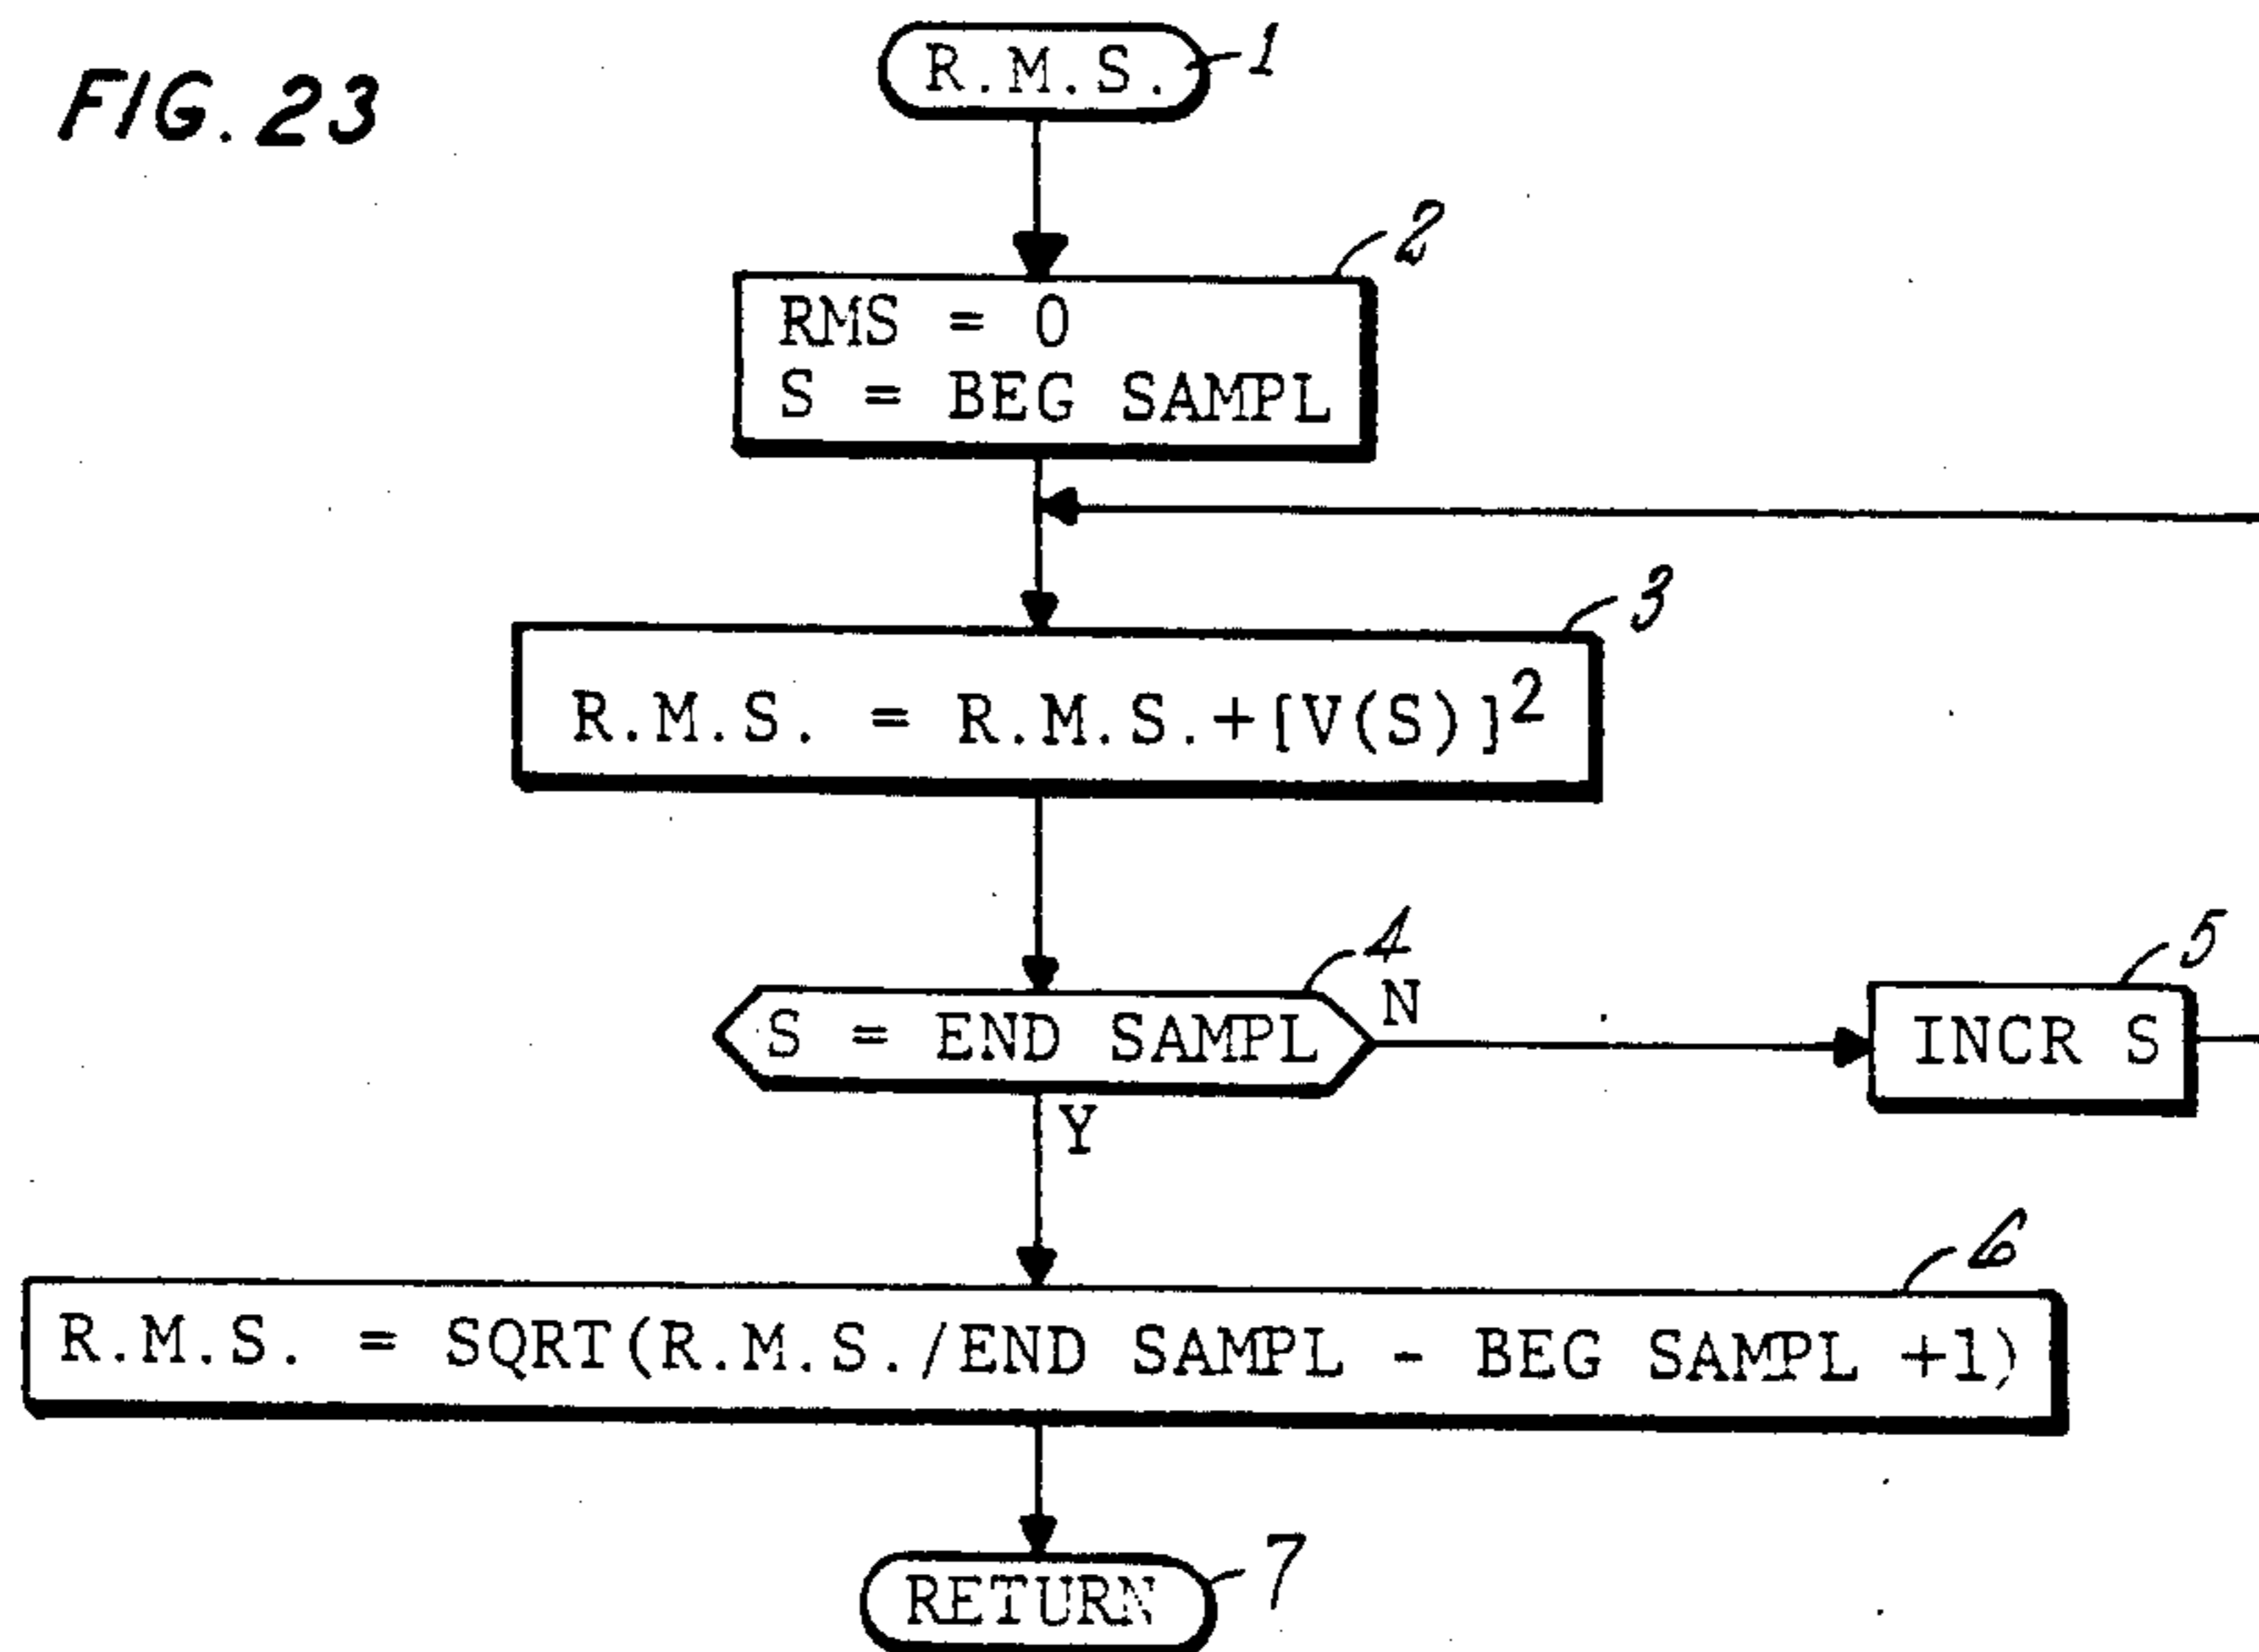 FIG. 23
R.M.S. 1
2
RMS = 0
S = BEG SAMPL
3
R.M.S. = R.M.S.+[V(S)]2
4
S = END SAMPL
N
5
INCR S
Y
6
R.M.S. = SQRT(R.M.S./END SAMPL - BEG SAMPL +1)
RETURN 7